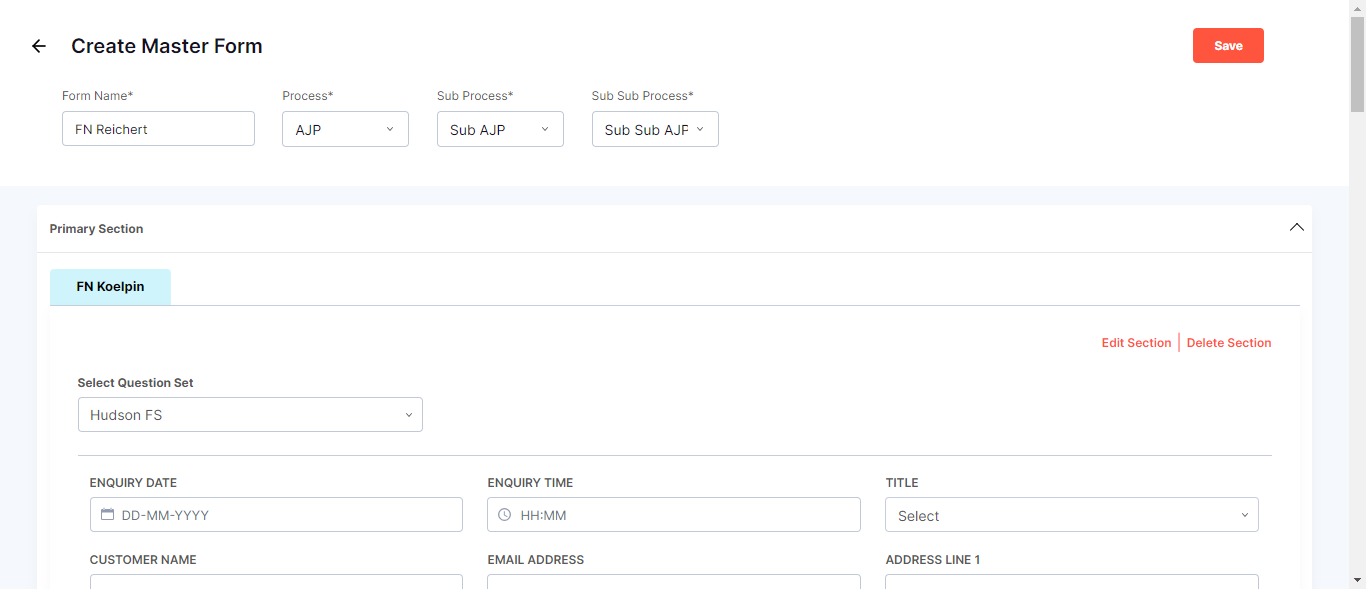 Create Master Form
Save
Form Name*
Process*
Sub Process*
Sub Sub Process*
FN Reichert
AJP
Sub AJP
Sub Sub AJP
Primary Section
FN Koelpin
Edit Section
Delete Section
Select Question Set
Hudson FS
ENQUIRY DATE
ENQUIRY TIME
TITLE
DD-MM-YYYY
HH:MM
Select
CUSTOMER NAME
EMAIL ADDRESS
ADDRESS LINE 1